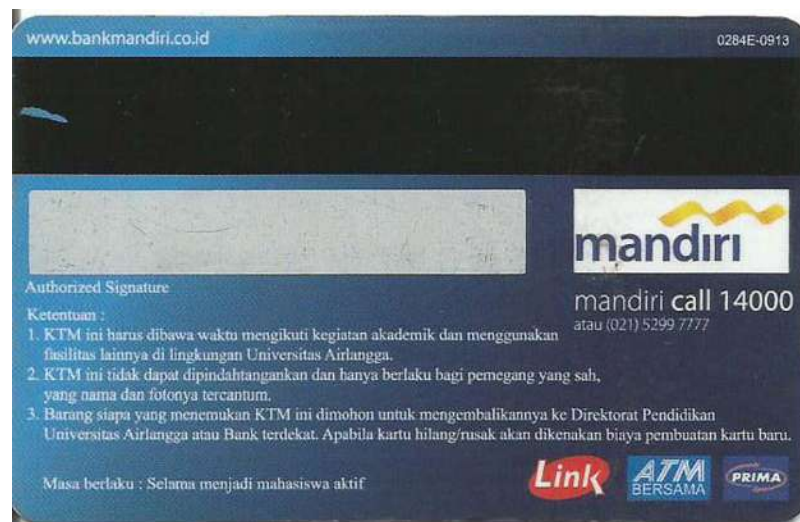 www.bankmandiri.co.id
0284E-0913
mandiri
Authorized Signature
mandiri call 14000
atau (021) 5299 7777
Ketentuan :
1. KTM ini harus dibawa waktu mengikuti kegiatan akademik dan menggunakan
fasilitas lainnya di lingkungan Universitas Airlangga.
2. KTM ini tidak dapat dipindahtangankan dan hanya berlaku bagi pemegang yang sah,
yang nama dan fotonya tercantum.
3. Barang siapa yang menemukan KTM ini dimohon untuk mengembalikannya ke Direktorat Pendidikan
Universitas Airlangga atau Bank terdekat. Apabila kartu hilang/rusak akan dikenakan biaya pembuatan kartu baru.
Masa berlaku : Selama menjadi mahasiswa aktif
Link
ATM
BERSAMA
PRIMA